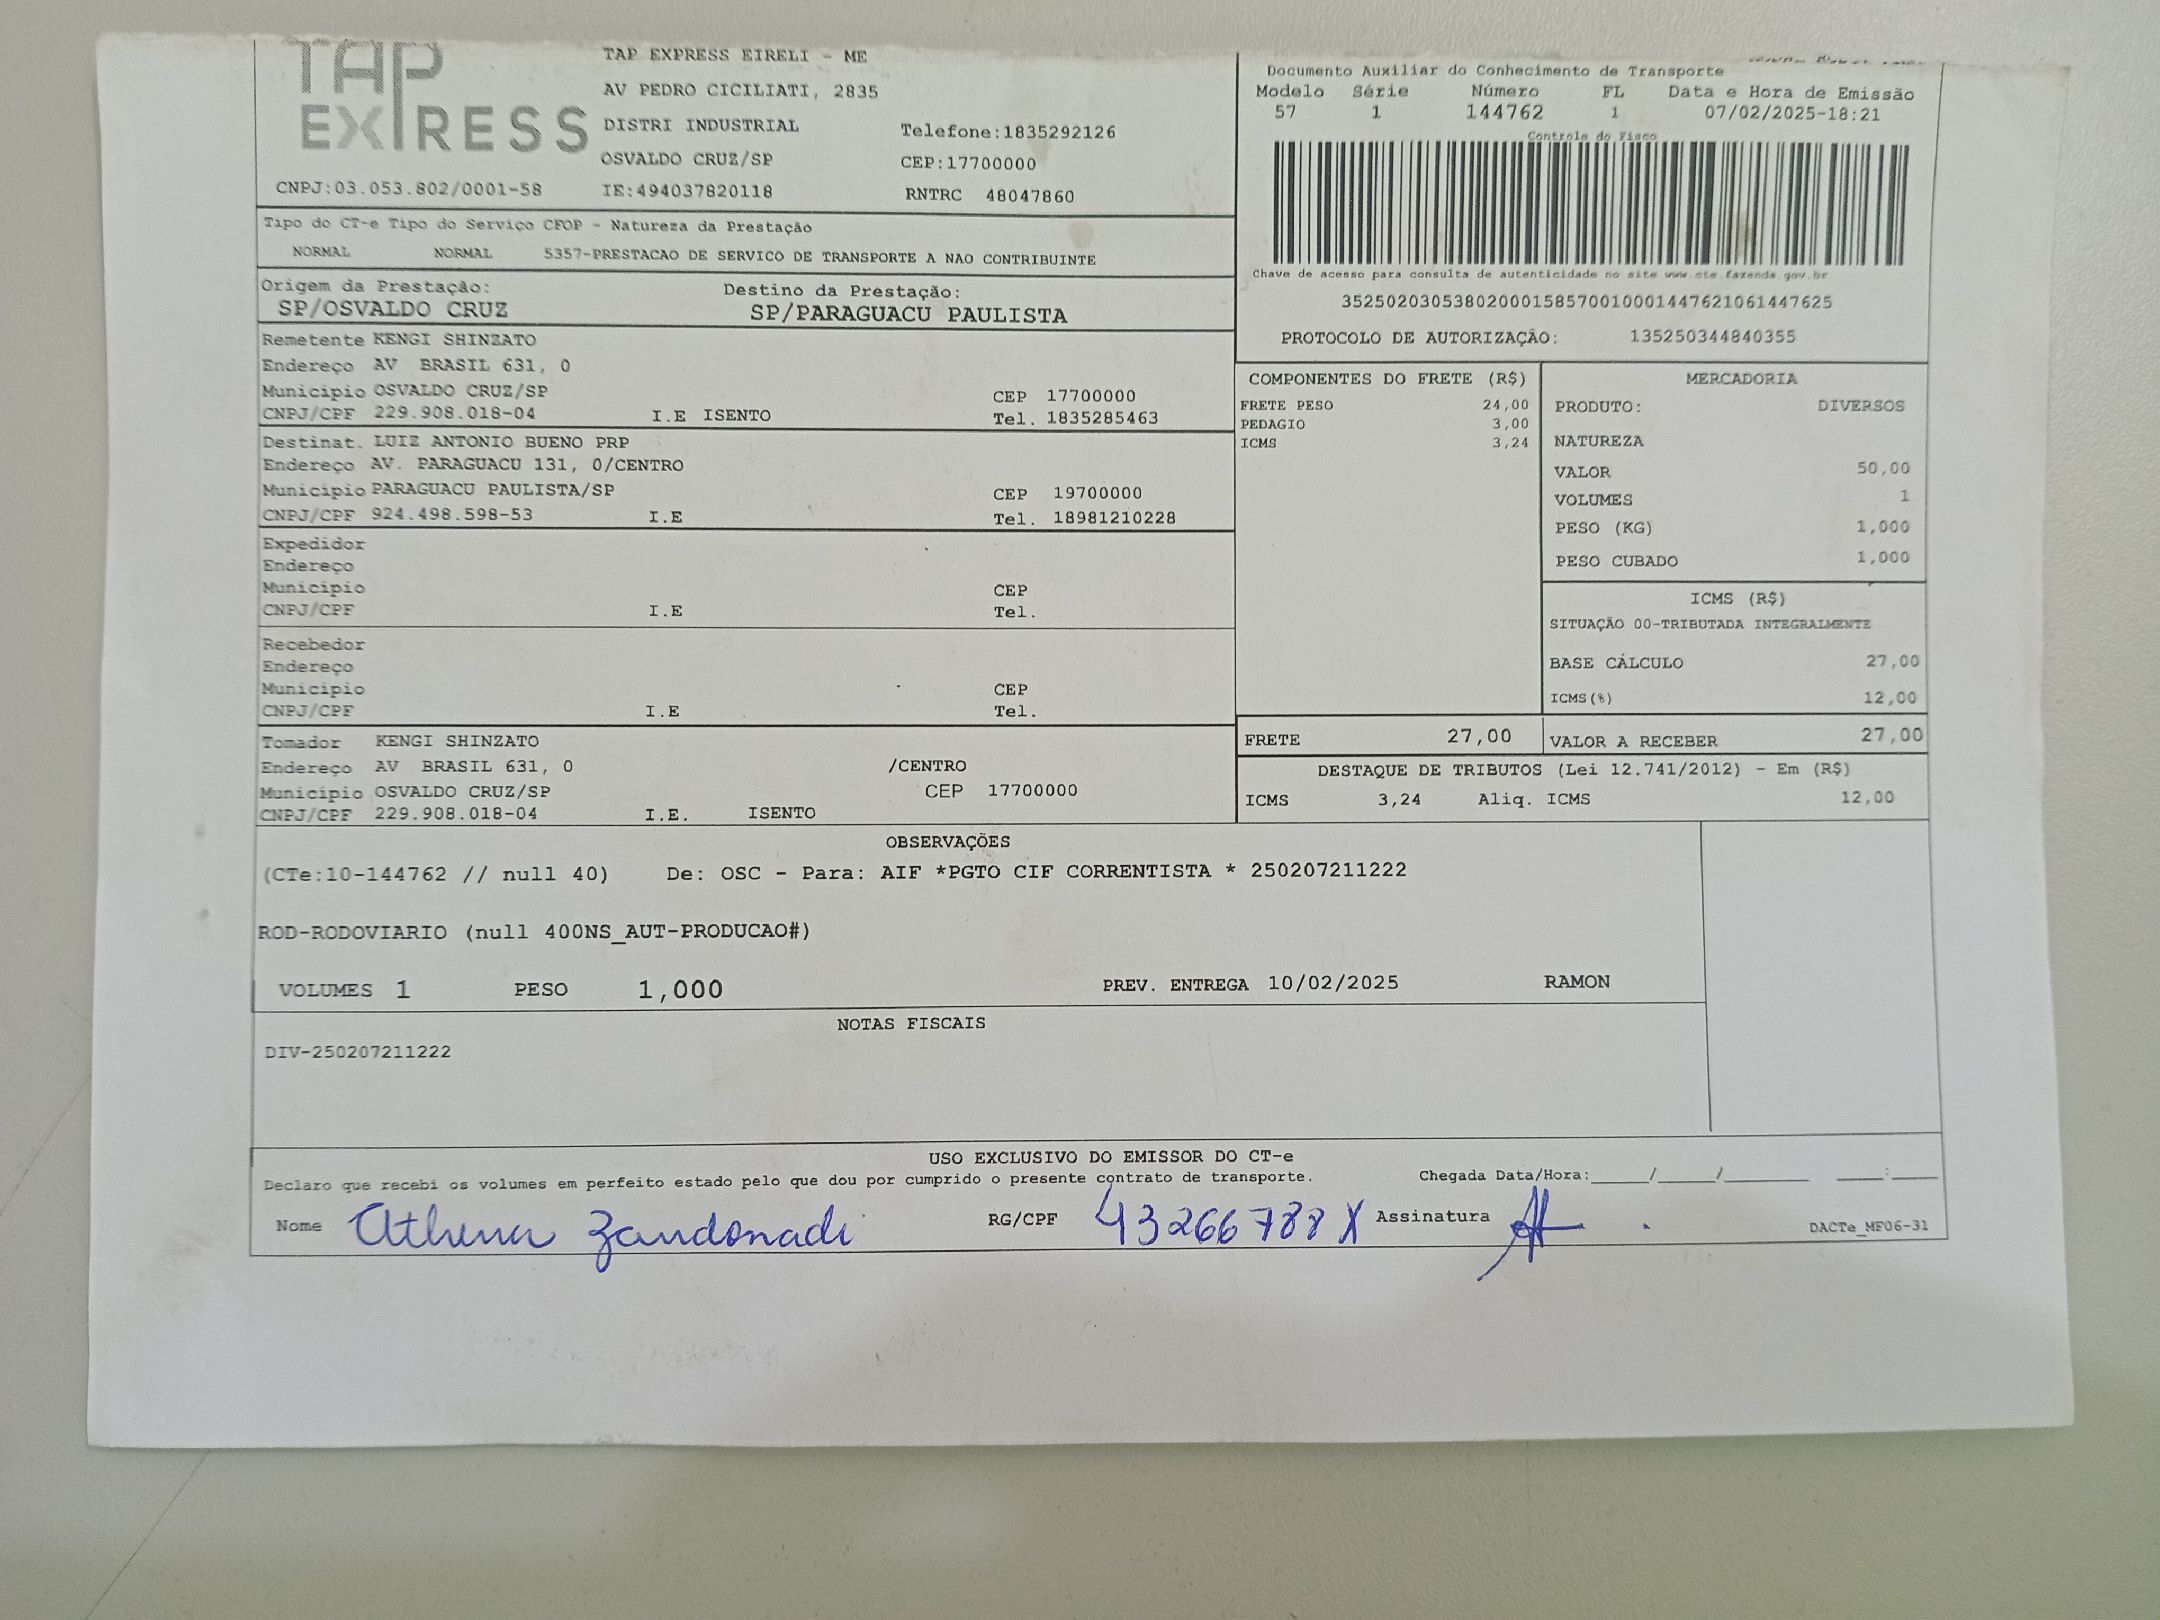 TAP EXPRESS
TAP EXPRESS EIRELI - ME
AV PEDRO CICILIATI, 2835
DISTRI INDUSTRIAL Telefone:1835292126
OSVALDO CRUZ/SP CEP:17700000
CNPJ:03.053.802/0001-58 IE:494037820118 RNTRC 48047860
Documento Auxiliar do Conhecimento de Transporte
Modelo Série Número FL Data e Hora de Emissão
57 1 144762 1 07/02/2025-18:21
Controle do Fisco
Chave de acesso para consulta de autenticidade no site www.cte.fazenda.gov.br
35250203053802000158570010001447621061447625
PROTOCOLO DE AUTORIZAÇÃO: 135250344840355
Tipo do CT-e Tipo do Serviço CFOP - Natureza da Prestação
NORMAL NORMAL 5357-PRESTACAO DE SERVICO DE TRANSPORTE A NAO CONTRIBUINTE
Origem da Prestação: Destino da Prestação:
SP/OSVALDO CRUZ SP/PARAGUACU PAULISTA
Remetente KENGI SHINZATO
Endereço AV BRASIL 631, 0
Municipio OSVALDO CRUZ/SP CEP 17700000
CNPJ/CPF 229.908.018-04 I.E ISENTO Tel. 1835285463
Destinat. LUIZ ANTONIO BUENO PRP
Endereço AV. PARAGUACU 131, 0/CENTRO
Municipio PARAGUACU PAULISTA/SP CEP 19700000
CNPJ/CPF 924.498.598-53 I.E Tel. 18981210228
Expedidor
Endereço
Municipio CEP
CNPJ/CPF I.E Tel.
Recebedor
Endereço
Municipio CEP
CNPJ/CPF I.E Tel.
Tomador KENGI SHINZATO
Endereço AV BRASIL 631, 0 /CENTRO
Municipio OSVALDO CRUZ/SP CEP 17700000
CNPJ/CPF 229.908.018-04 I.E. ISENTO
COMPONENTES DO FRETE (R$)
FRETE PESO 24,00
PEDAGIO 3,00
ICMS 3,24
MERCADORIA
PRODUTO: DIVERSOS
NATUREZA
VALOR 50,00
VOLUMES 1
PESO (KG) 1,000
PESO CUBADO 1,000
ICMS (R$)
SITUAÇÃO 00-TRIBUTADA INTEGRALMENTE
BASE CÁLCULO 27,00
ICMS(%) 12,00
FRETE 27,00 VALOR A RECEBER 27,00
DESTAQUE DE TRIBUTOS (Lei 12.741/2012) - Em (R$)
ICMS 3,24 Aliq. ICMS 12,00
OBSERVAÇÕES
(CTe:10-144762 // null 40) De: OSC - Para: AIF *PGTO CIF CORRENTISTA * 250207211222
ROD-RODOVIARIO (null 400NS_AUT-PRODUCAO#)
VOLUMES 1 PESO 1,000 PREV. ENTREGA 10/02/2025 RAMON
NOTAS FISCAIS
DIV-250207211222
USO EXCLUSIVO DO EMISSOR DO CT-e
Declaro que recebi os volumes em perfeito estado pelo que dou por cumprido o presente contrato de transporte. Chegada Data/Hora:____/____/______ ___:___
Nome Athena Zandonadi RG/CPF 43266788X Assinatura DACTe_MF06-31